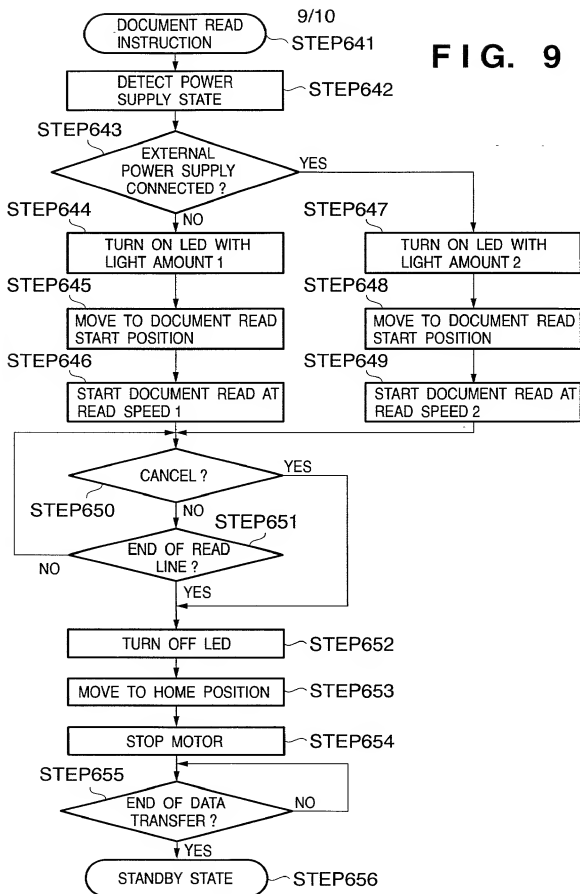 9/10
FIG. 9
DOCUMENT READ
INSTRUCTION
STEP641
DETECT POWER
SUPPLY STATE
STEP642
STEP643
EXTERNAL
POWER SUPPLY
CONNECTED ?
YES
NO
STEP644
TURN ON LED WITH
LIGHT AMOUNT 1
STEP647
TURN ON LED WITH
LIGHT AMOUNT 2
STEP645
MOVE TO DOCUMENT READ
START POSITION
STEP648
MOVE TO DOCUMENT READ
START POSITION
STEP646
START DOCUMENT READ AT
READ SPEED 1
STEP649
START DOCUMENT READ AT
READ SPEED 2
CANCEL ?
YES
STEP650
NO
STEP651
END OF READ
LINE ?
NO
YES
TURN OFF LED
STEP652
MOVE TO HOME POSITION
STEP653
STOP MOTOR
STEP654
STEP655
END OF DATA
TRANSFER ?
NO
YES
STANDBY STATE
STEP656